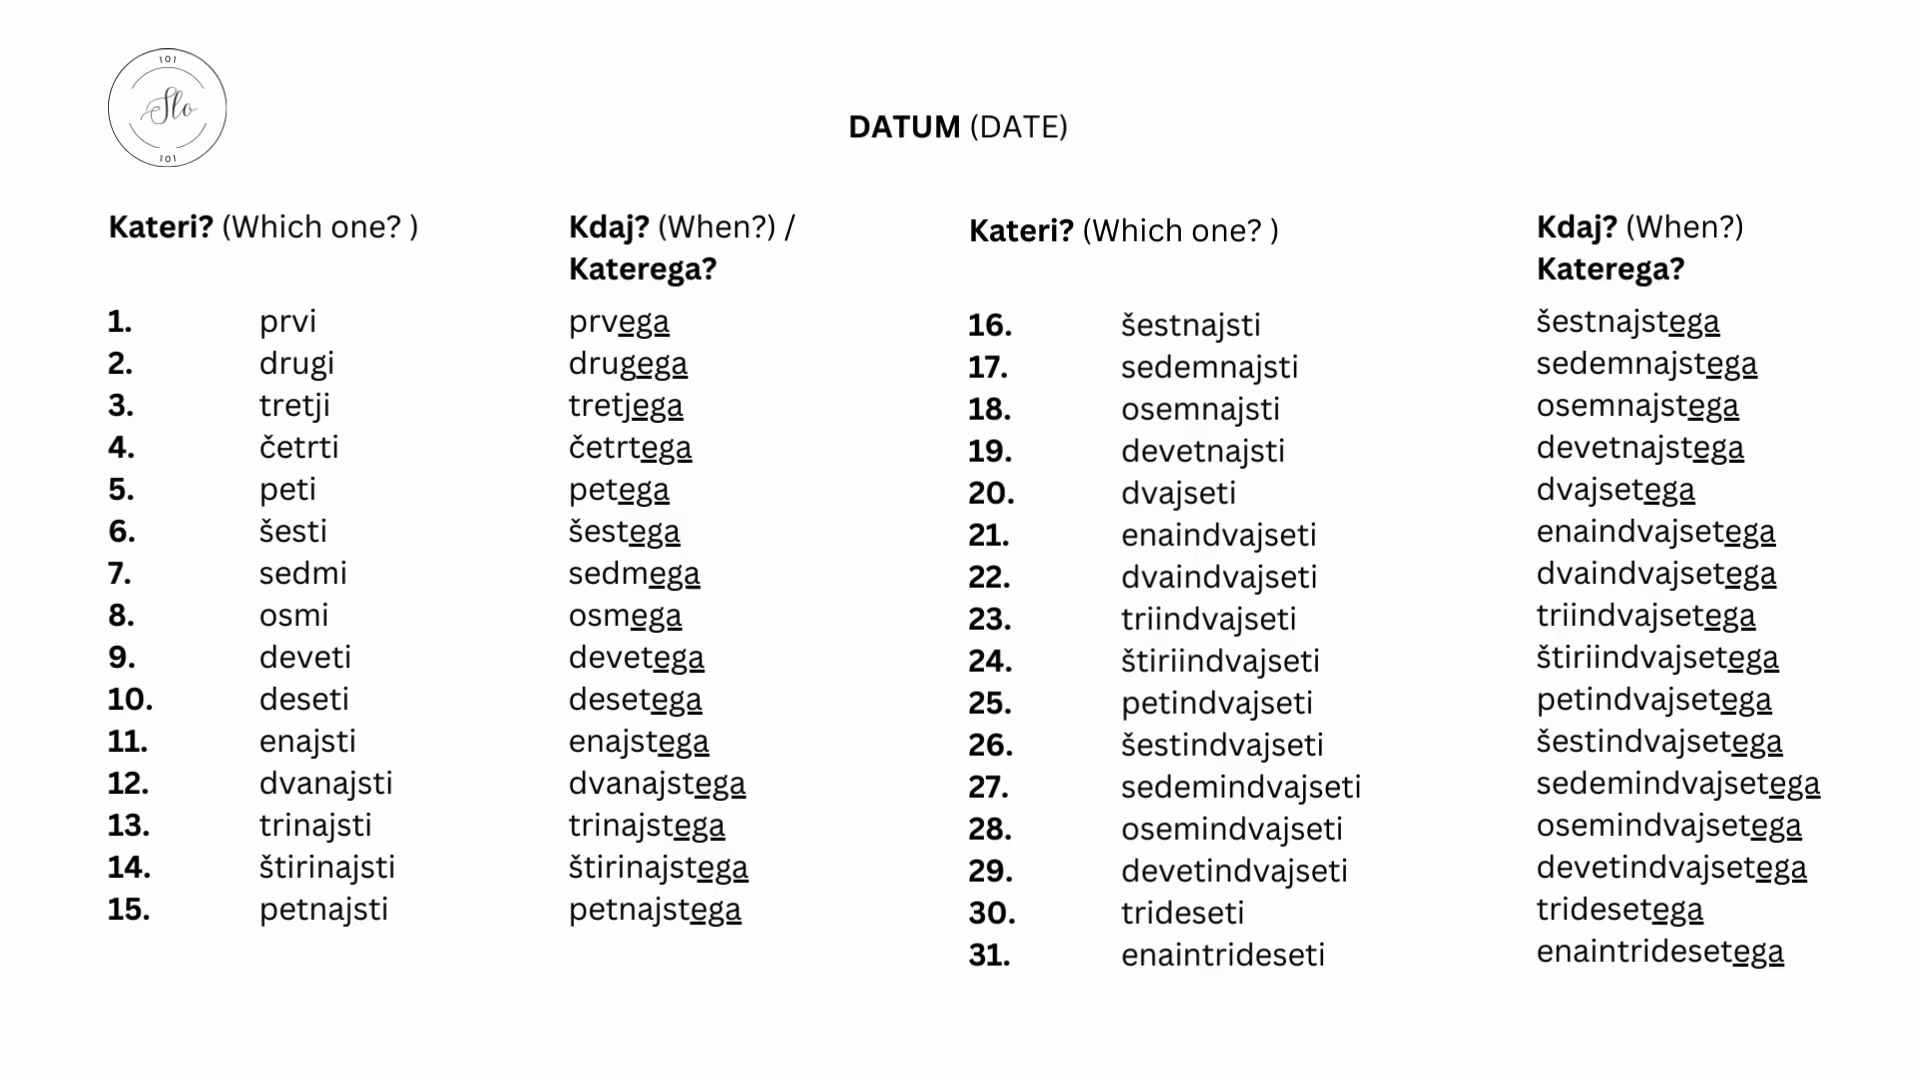 101
Slo
101
DATUM (DATE)
Kateri? (Which one? )
Kdaj? (When?) /
Katerega?
1. prvi prvega
2. drugi drugega
3. tretji tretjega
4. četrti četrtega
5. peti petega
6. šesti šestega
7. sedmi sedmega
8. osmi osmega
9. deveti devetega
10. deseti desetega
11. enajsti enajstega
12. dvanajsti dvanajstega
13. trinajsti trinajstega
14. štirinajsti štirinajstega
15. petnajsti petnajstega
Kateri? (Which one? )
Kdaj? (When?)
Katerega?
16. šestnajsti šestnajstega
17. sedemnajsti sedemnajstega
18. osemnajsti osemnajstega
19. devetnajsti devetnajstega
20. dvajseti dvajsetega
21. enaindvajseti enaindvajsetega
22. dvaindvajseti dvaindvajsetega
23. triindvajseti triindvajsetega
24. štiriindvajseti štiriindvajsetega
25. petindvajseti petindvajsetega
26. šestindvajseti šestindvajsetega
27. sedemindvajseti sedemindvajsetega
28. osemindvajseti osemindvajsetega
29. devetindvajseti devetindvajsetega
30. trideseti tridesetega
31. enaintrideseti enaintridesetega